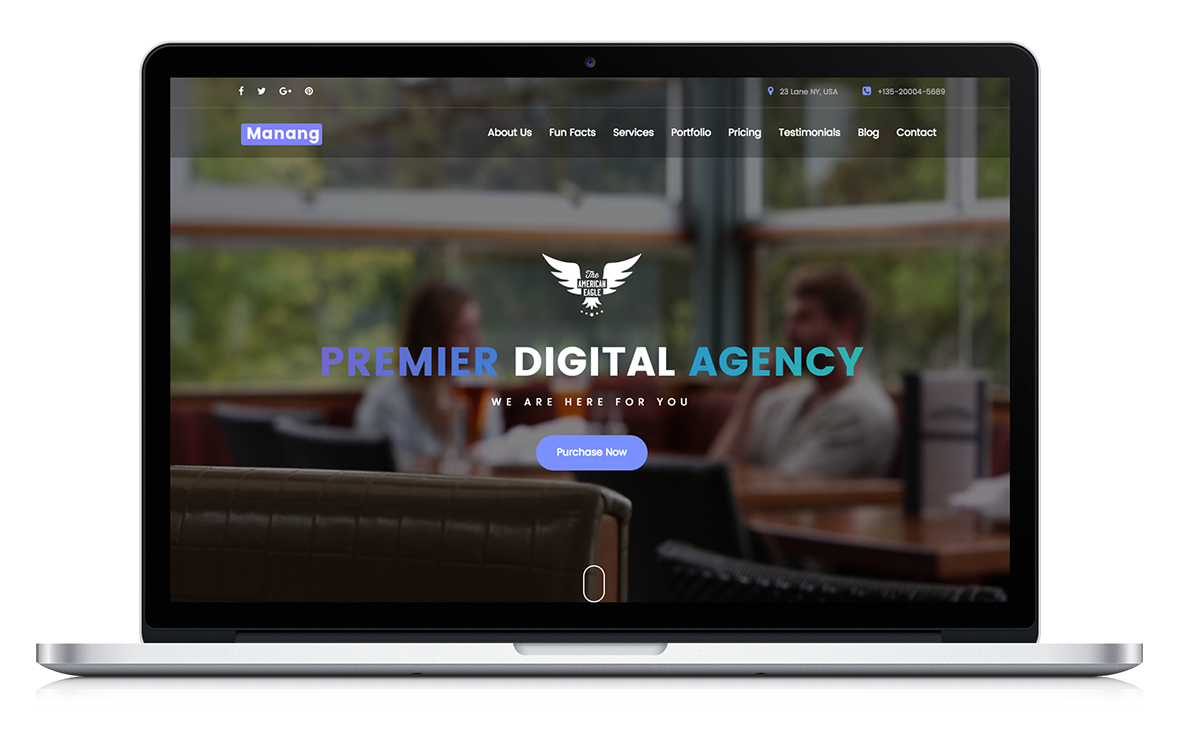 23 Lane NY, USA +135-20004-5689
Manang About Us Fun Facts Services Portfolio Pricing Testimonials Blog Contact
The
AMERICAN
EAGLE
PREMIER DIGITAL AGENCY
WE ARE HERE FOR YOU
Purchase Now